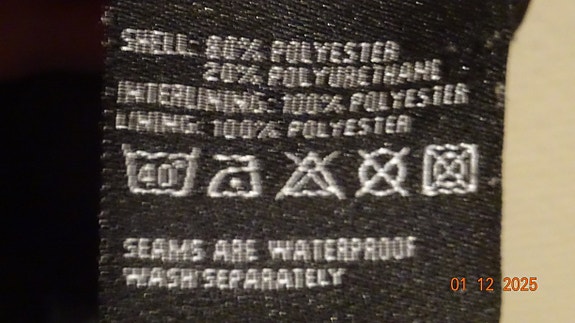 SHELL: 80% POLYESTER
20% POLYURETHANE
INTERLINING: 100% POLYESTER
LINING: 100% POLYESTER
40°
SEAMS ARE WATERPROOF
WASH SEPARATELY
01 12 2025